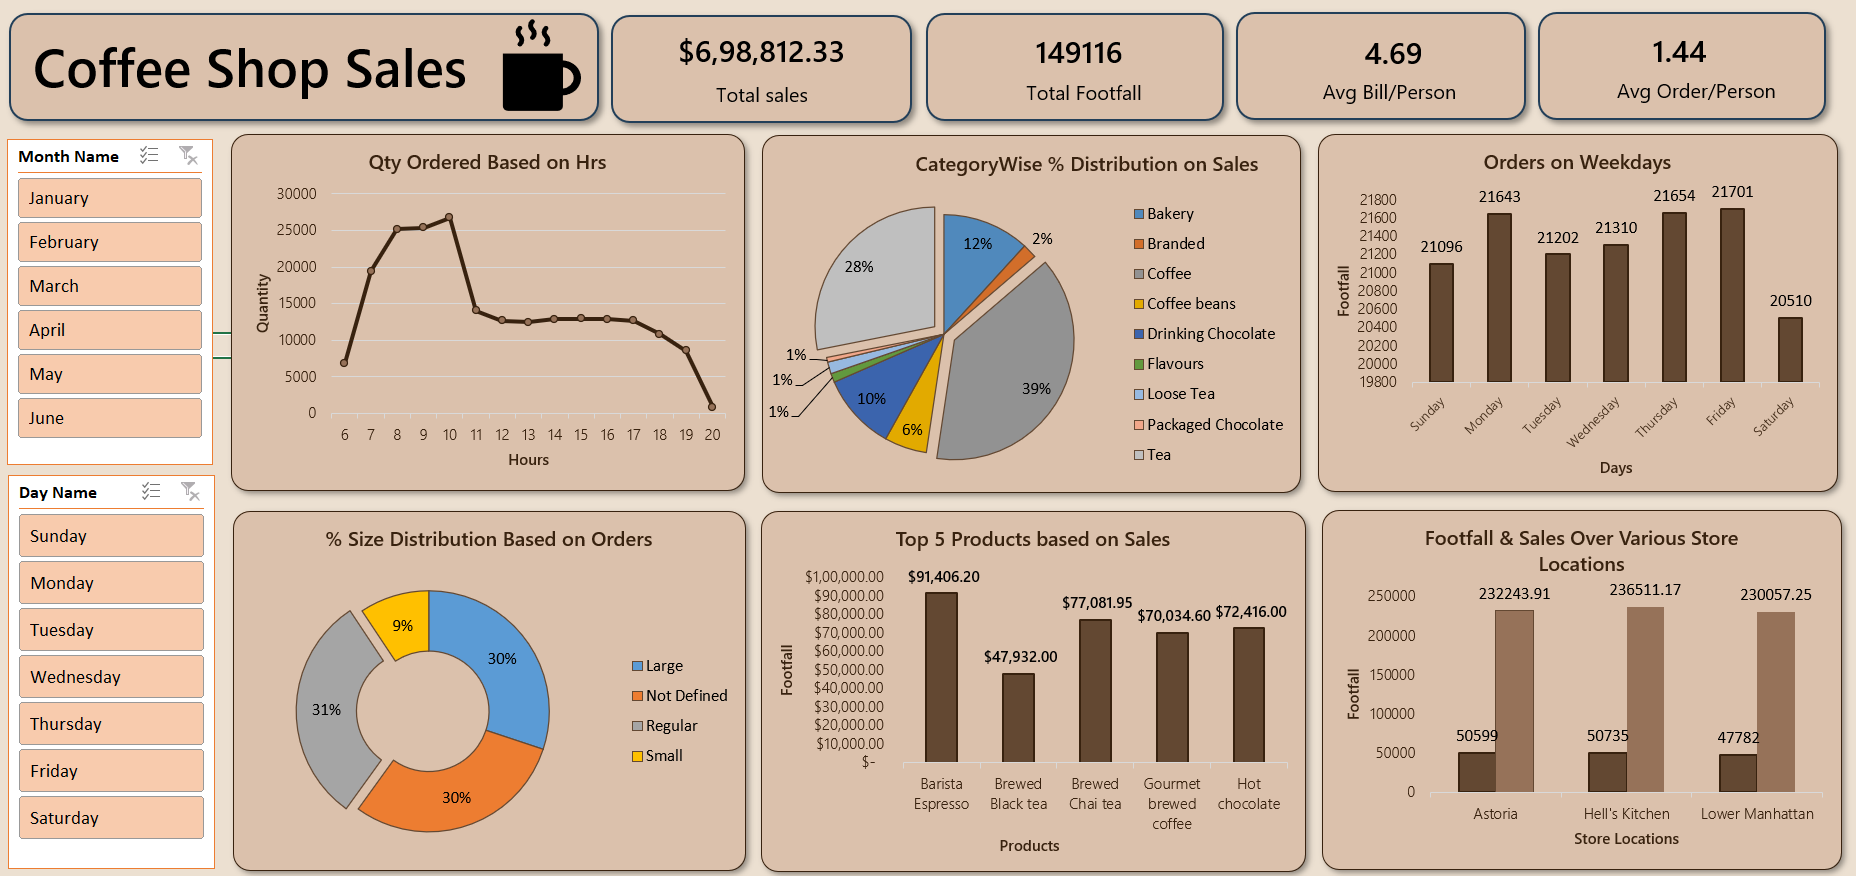 Coffee Shop Sales
$6,98,812.33
Total sales
149116
Total Footfall
4.69
Avg Bill/Person
1.44
Avg Order/Person
Month Name
January
February
March
April
May
June
Day Name
Sunday
Monday
Tuesday
Wednesday
Thursday
Friday
Saturday
Qty Ordered Based on Hrs
30000
25000
20000
15000
10000
5000
0
Quantity
6 7 8 9 10 11 12 13 14 15 16 17 18 19 20
Hours
CategoryWise % Distribution on Sales
12%
2%
39%
6%
10%
1%
1%
1%
28%
Bakery
Branded
Coffee
Coffee beans
Drinking Chocolate
Flavours
Loose Tea
Packaged Chocolate
Tea
Orders on Weekdays
21800
21600
21400
21200
21000
20800
20600
20400
20200
20000
19800
Footfall
21096
21643
21202
21310
21654
21701
20510
Sunday
Monday
Tuesday
Wednesday
Thursday
Friday
Saturday
Days
% Size Distribution Based on Orders
9%
30%
31%
30%
Large
Not Defined
Regular
Small
Top 5 Products based on Sales
$1,00,000.00
$90,000.00
$80,000.00
$70,000.00
$60,000.00
$50,000.00
$40,000.00
$30,000.00
$20,000.00
$10,000.00
$-
Footfall
$91,406.20
$47,932.00
$77,081.95
$70,034.60
$72,416.00
Barista
Espresso
Brewed
Black tea
Brewed
Chai tea
Gourmet
brewed
coffee
Hot
chocolate
Products
Footfall & Sales Over Various Store
Locations
250000
200000
150000
100000
50000
0
Footfall
232243.91
236511.17
230057.25
50599
50735
47782
Astoria
Hell's Kitchen
Lower Manhattan
Store Locations